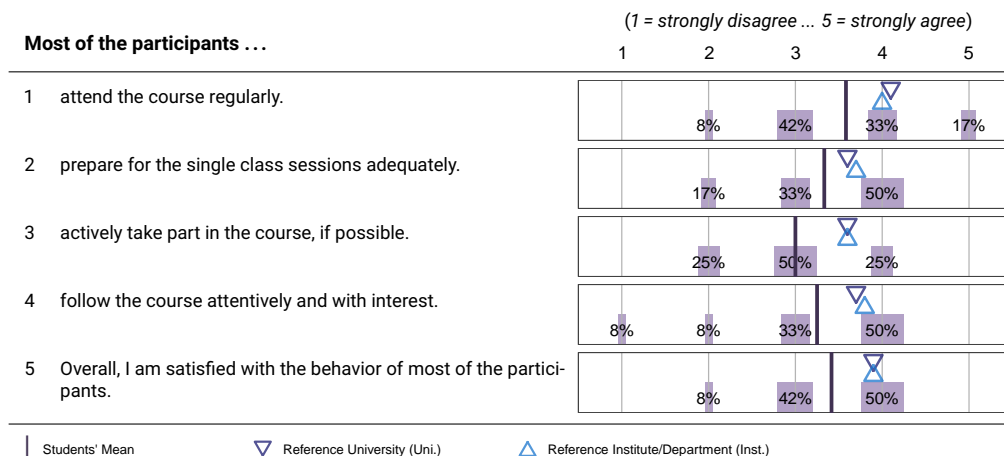 (1 = strongly disagree ... 5 = strongly agree)
Most of the participants . . .
1 2 3 4 5
1 attend the course regularly.
8% 42% 33% 17%
2 prepare for the single class sessions adequately.
17% 33% 50%
3 actively take part in the course, if possible.
25% 50% 25%
4 follow the course attentively and with interest.
8% 8% 33% 50%
5 Overall, I am satisfied with the behavior of most of the partici-
pants.
8% 42% 50%
Students' Mean Reference University (Uni.) Reference Institute/Department (Inst.)